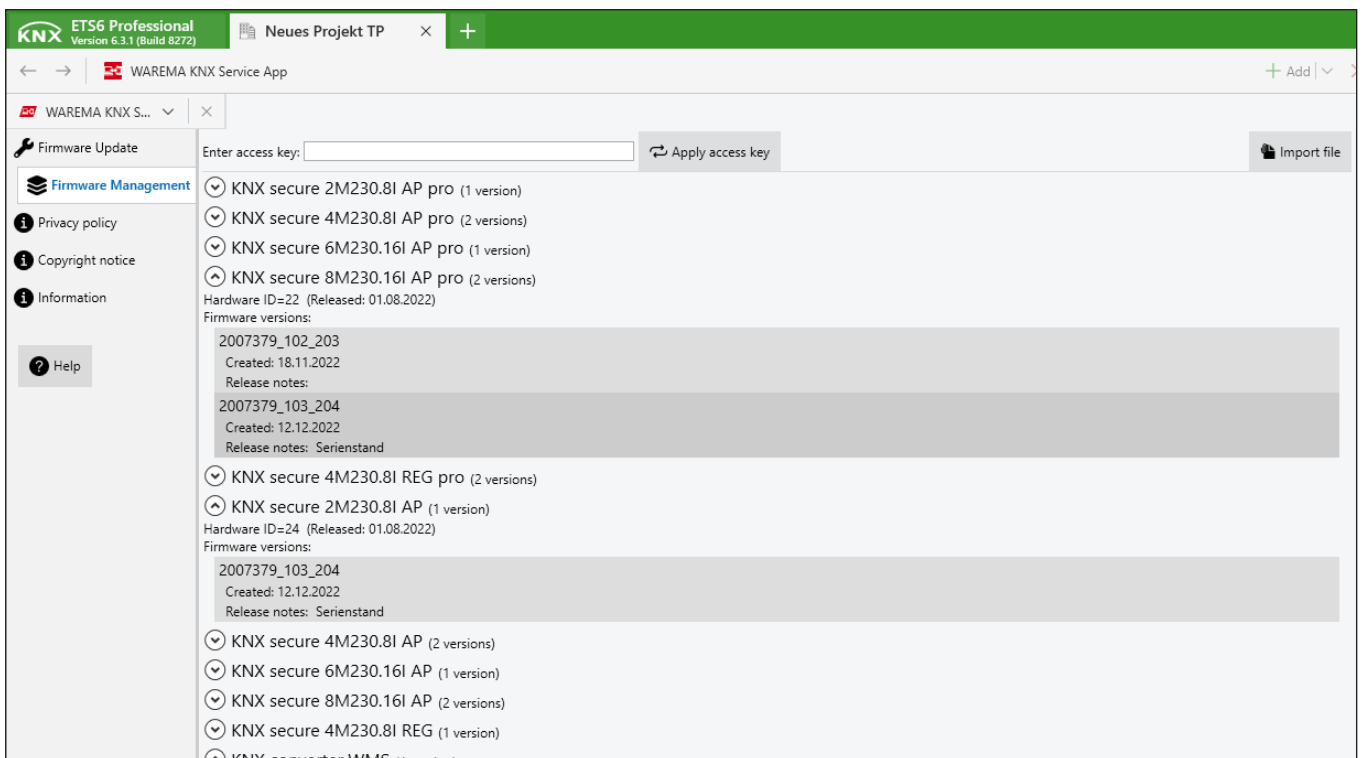 KNX ETS6 Professional
Version 6.3.1 (Build 8272)
Neues Projekt TP
WAREMA KNX Service App
Add
WAREMA KNX S...
Firmware Update
Enter access key:
Apply access key
Import file
Firmware Management
KNX secure 2M230.8I AP pro (1 version)
KNX secure 4M230.8I AP pro (2 versions)
Privacy policy
KNX secure 6M230.16I AP pro (1 version)
Copyright notice
KNX secure 8M230.16I AP pro (2 versions)
Information
Hardware ID=22 (Released: 01.08.2022)
Firmware versions:
2007379_102_203
Created: 18.11.2022
Help
Release notes:
2007379_103_204
Created: 12.12.2022
Release notes: Serienstand
KNX secure 4M230.8I REG pro (2 versions)
KNX secure 2M230.8I AP (1 version)
Hardware ID=24 (Released: 01.08.2022)
Firmware versions:
2007379_103_204
Created: 12.12.2022
Release notes: Serienstand
KNX secure 4M230.8I AP (2 versions)
KNX secure 6M230.16I AP (1 version)
KNX secure 8M230.16I AP (2 versions)
KNX secure 4M230.8I REG (1 version)
KNX converter WMS